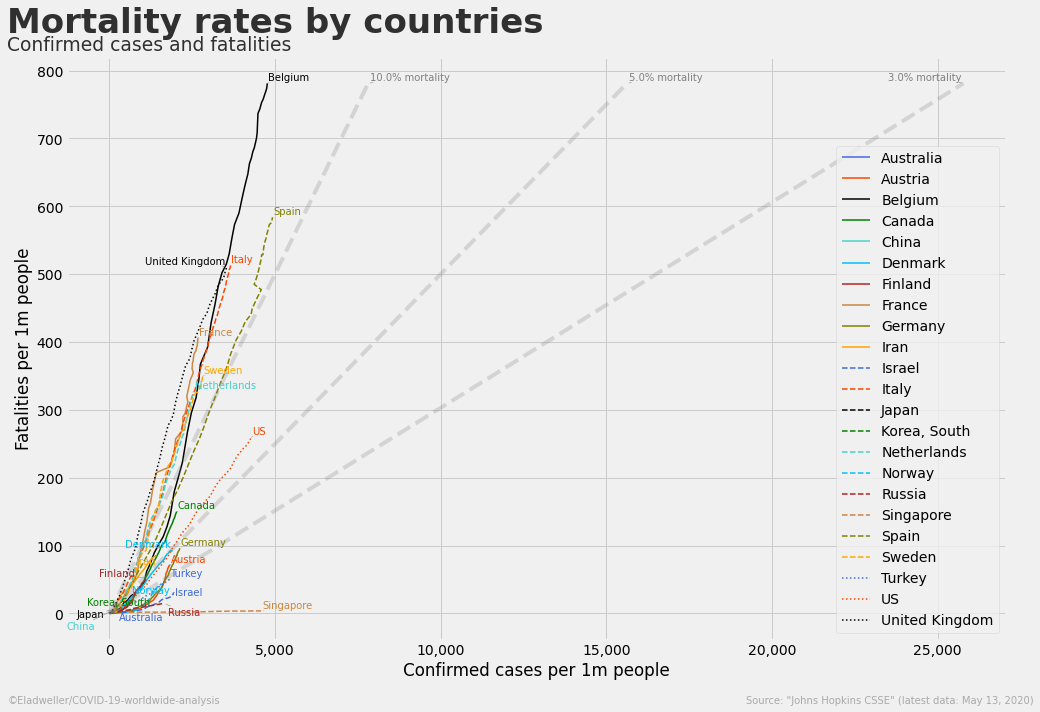 Mortality rates by countries
Confirmed cases and fatalities
800
700
600
500
400
300
200
100
0
Fatalities per 1m people
Belgium
10.0% mortality
5.0% mortality
3.0% mortality
Spain
United Kingdom
Italy
France
Sweden
Netherlands
US
Canada
Denmark
Germany
Austria
Finland
Turkey
Norway
Israel
Korea, South
Singapore
Japan
Russia
Australia
China
Australia
Austria
Belgium
Canada
China
Denmark
Finland
France
Germany
Iran
Israel
Italy
Japan
Korea, South
Netherlands
Norway
Russia
Singapore
Spain
Sweden
Turkey
US
United Kingdom
0
5,000
10,000
15,000
20,000
25,000
Confirmed cases per 1m people
©Eladweller/COVID-19-worldwide-analysis
Source: "Johns Hopkins CSSE" (latest data: May 13, 2020)